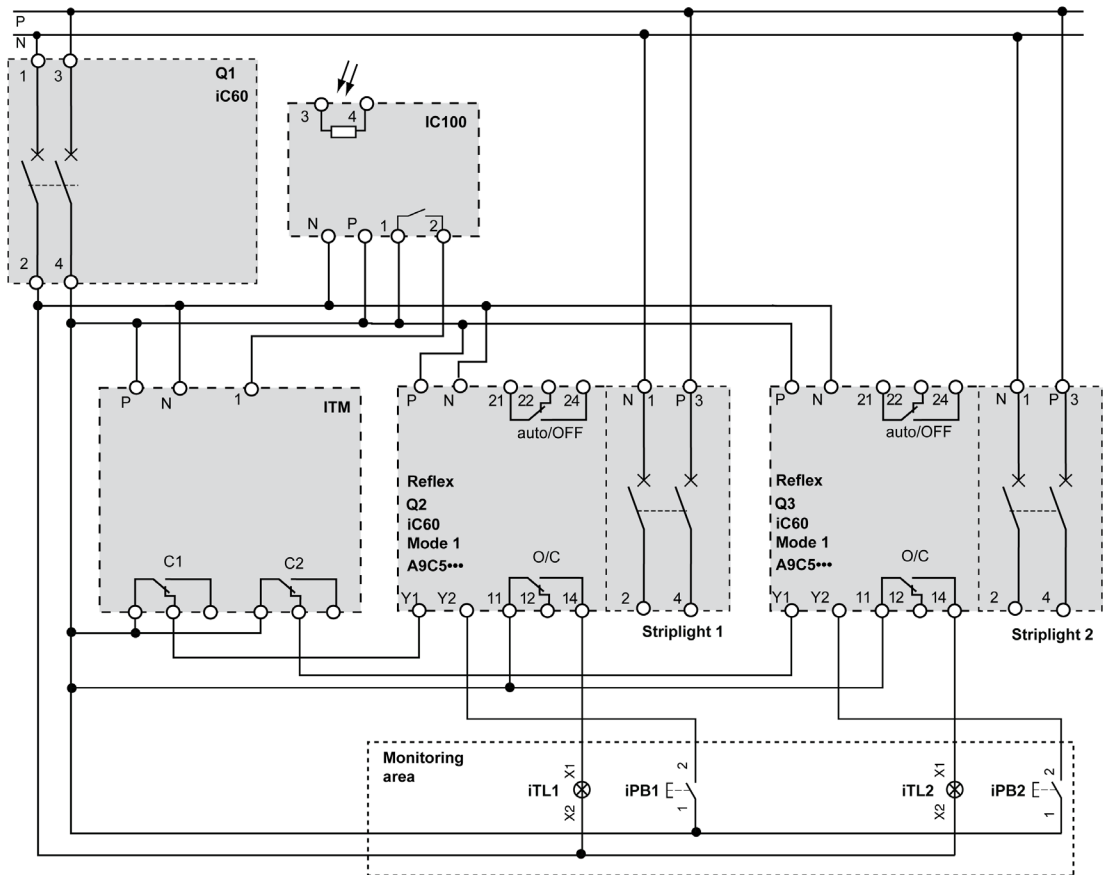 P
N
1 3
Q1
iC60
2 4
3 4
IC100
N P 1 2
P N 1
ITM
C1 C2
P N 21 22 24
auto/OFF
N 1 P 3
Reflex
Q2
iC60
Mode 1
A9C5•••
O/C
Y1 Y2 11 12 14
2 4
Striplight 1
P N 21 22 24
auto/OFF
N 1 P 3
Reflex
Q3
iC60
Mode 1
A9C5•••
O/C
Y1 Y2 11 12 14
2 4
Striplight 2
Monitoring
area
iTL1
X1
X2
iPB1
2
1
iTL2
X1
X2
iPB2
2
1